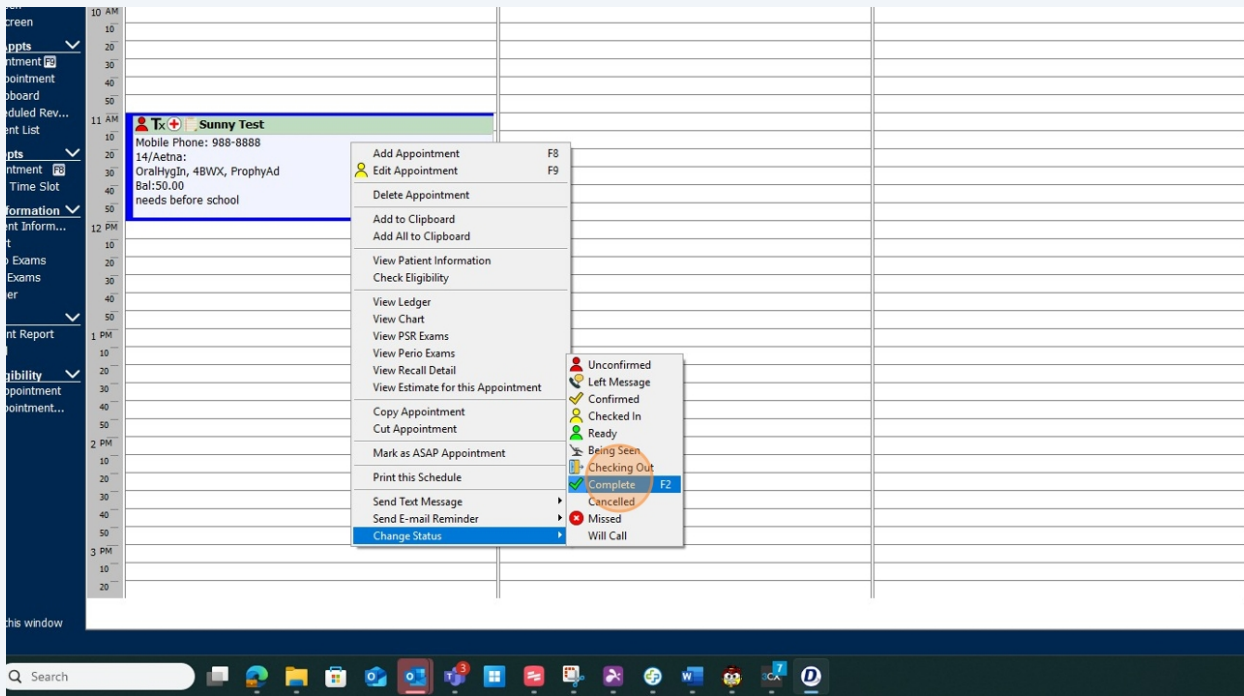 creen
10 AM
10
20
30
40
50
11 AM
10
20
30
40
50
12 PM
10
20
30
40
50
1 PM
10
20
30
40
50
2 PM
10
20
30
40
50
3 PM
10
20
ppts
ntment F9
pointment
pboard
eduled Rev...
ent List
pts
ntment F8
Time Slot
formation
ent Inform...
t
o Exams
Exams
er
nt Report
gibility
ppointment
pointment...
this window
Tx Sunny Test
Mobile Phone: 988-8888
14/Aetna:
OralHygIn, 4BWX, ProphyAd
Bal:50.00
needs before school
Add Appointment F8
Edit Appointment F9
Delete Appointment
Add to Clipboard
Add All to Clipboard
View Patient Information
Check Eligibility
View Ledger
View Chart
View PSR Exams
View Perio Exams
View Recall Detail
View Estimate for this Appointment
Copy Appointment
Cut Appointment
Mark as ASAP Appointment
Print this Schedule
Send Text Message
Send E-mail Reminder
Change Status
Unconfirmed
Left Message
Confirmed
Checked In
Ready
Being Seen
Checking Out
Complete F2
Cancelled
Missed
Will Call
Search
3
7